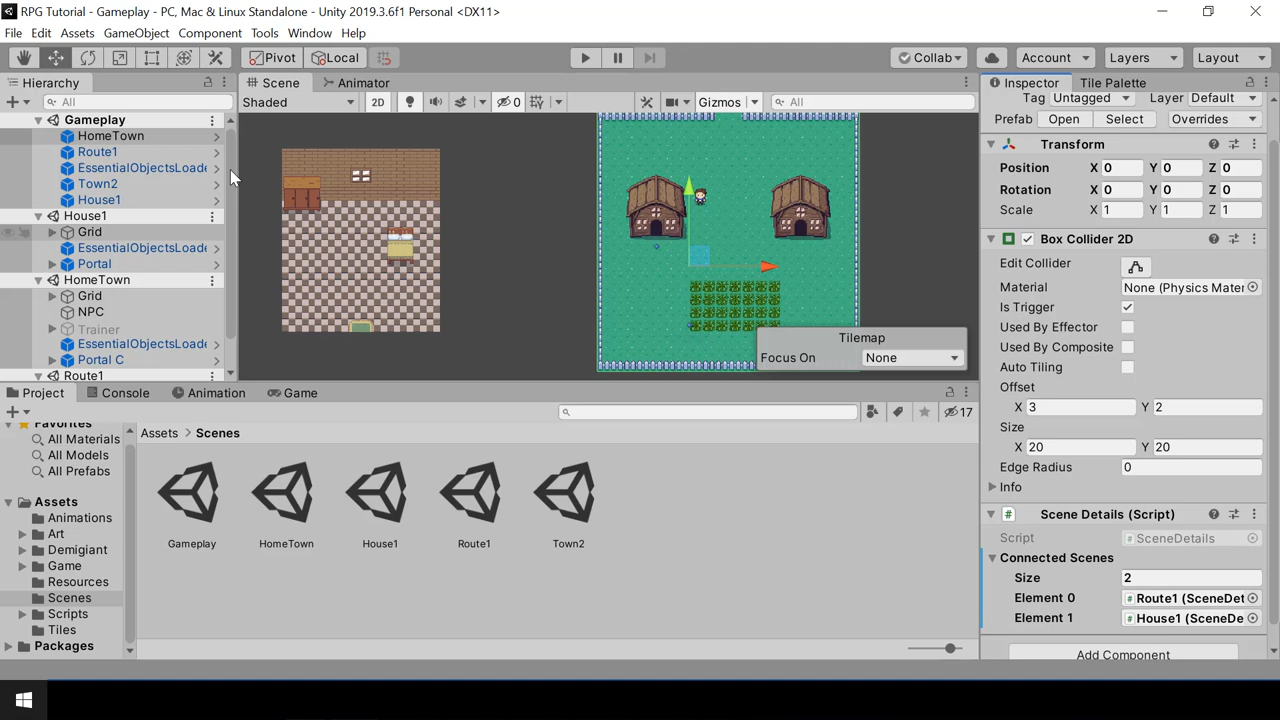 RPG Tutorial - Gameplay - PC, Mac & Linux Standalone - Unity 2019.3.6f1 Personal <DX11>
File Edit Assets GameObject Component Tools Window Help
Pivot Local Collab Account Layers Layout
Hierarchy
Scene Animator
Inspector Tile Palette
All
Shaded 2D 0 Gizmos All
Tag Untagged Layer Default
Prefab Open Select Overrides
Gameplay
HomeTown
Route1
EssentialObjectsLoade
Town2
House1
House1
Grid
EssentialObjectsLoade
Portal
HomeTown
Grid
NPC
Trainer
EssentialObjectsLoade
Portal C
Route1
Tilemap
Focus On None
Transform
Position X 0 Y 0 Z 0
Rotation X 0 Y 0 Z 0
Scale X 1 Y 1 Z 1
Box Collider 2D
Edit Collider
Material None (Physics Mater
Is Trigger
Used By Effector
Used By Composite
Auto Tiling
Offset
X 3 Y 2
Size
X 20 Y 20
Edge Radius 0
Info
# Scene Details (Script)
Script # SceneDetails
Connected Scenes
Size 2
Element 0 # Route1 (SceneDet
Element 1 # House1 (SceneDe
Add Component
Project Console Animation Game
17
Favorites
All Materials
All Models
All Prefabs
Assets
Animations
Art
Demigiant
Game
Resources
Scenes
Scripts
Tiles
Packages
Assets > Scenes
Gameplay HomeTown House1 Route1 Town2